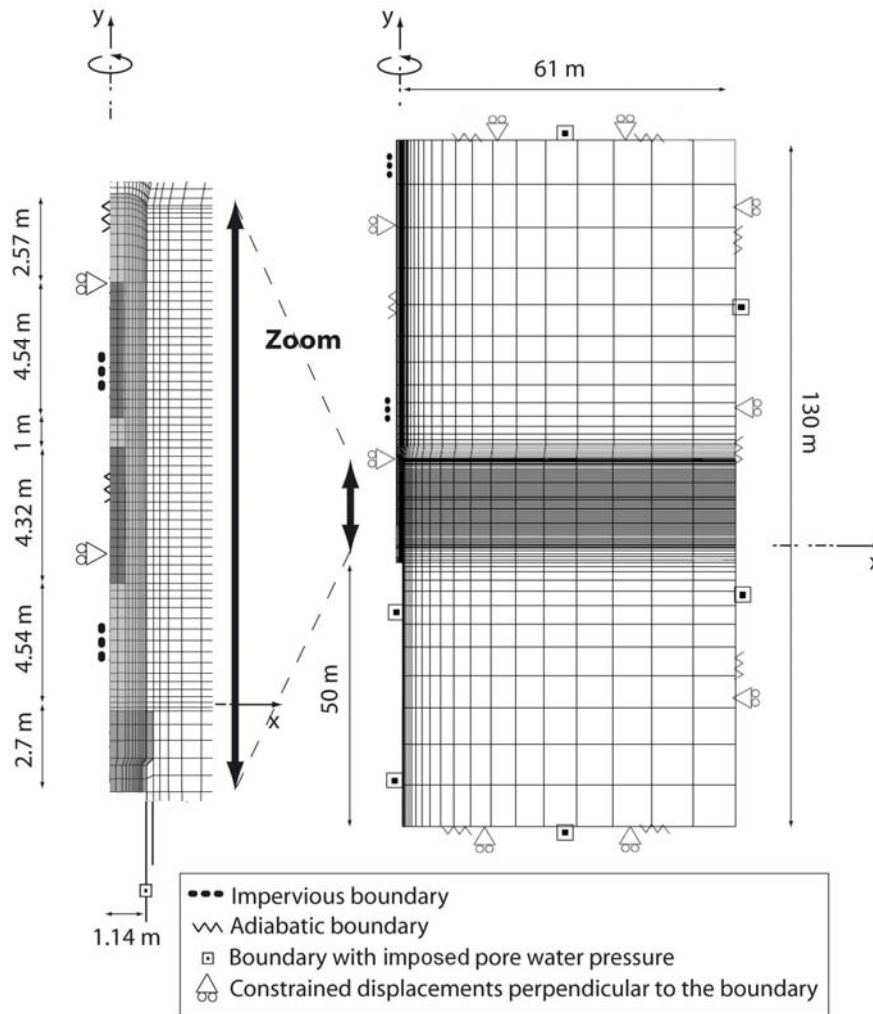 y
y
61 m
2.57 m
4.54 m
1 m
4.32 m
4.54 m
2.7 m
Zoom
x
50 m
130 m
x
1.14 m
Impervious boundary
Adiabatic boundary
Boundary with imposed pore water pressure
Constrained displacements perpendicular to the boundary